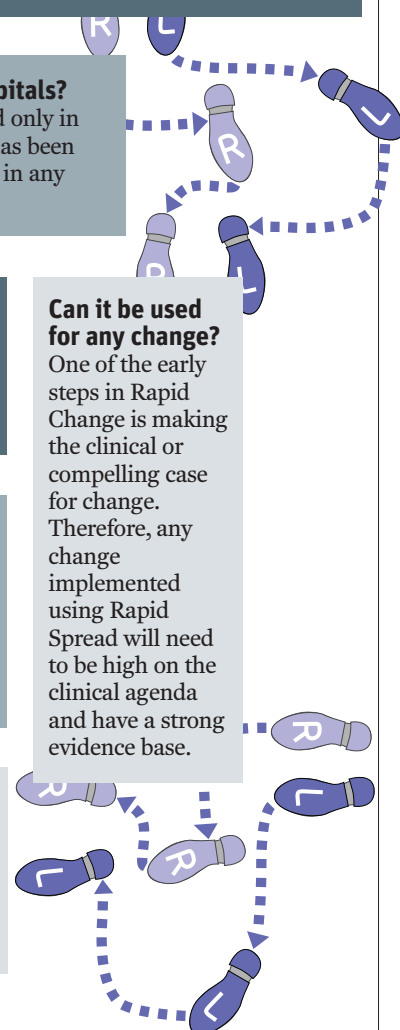 R L
L
R
R L
only in
as been
in any
Can it be used
for any change?
One of the early
steps in Rapid
Change is making
the clinical or
compelling case
for change.
Therefore, any
change
implemented
using Rapid
Spread will need
to be high on the
clinical agenda
and have a strong
evidence base.
R
R L
R
L
L